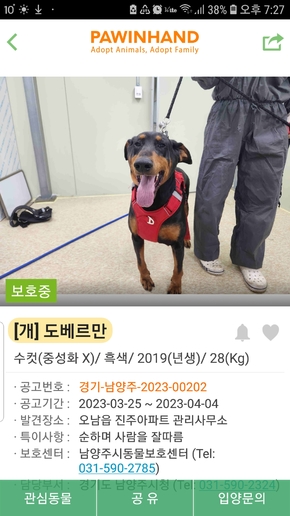 10° 38% 오후 7:27
PAWINHAND
Adopt Animals, Adopt Family
보호중
[개] 도베르만
수컷(중성화 X)/ 흑색/ 2019(년생)/ 28(Kg)
· 공고번호 : 경기-남양주-2023-00202
· 공고기간 : 2023-03-25 ~ 2023-04-04
· 발견장소 : 오남읍 진주아파트 관리사무소
· 특이사항 : 순하며 사람을 잘따름
· 보호센터 : 남양주시동물보호센터 (Tel:
031-590-2785)
· 담당부서 : 경기도 남양주시청 (Tel: 031-590-2324)
관심동물 공 유 입양문의